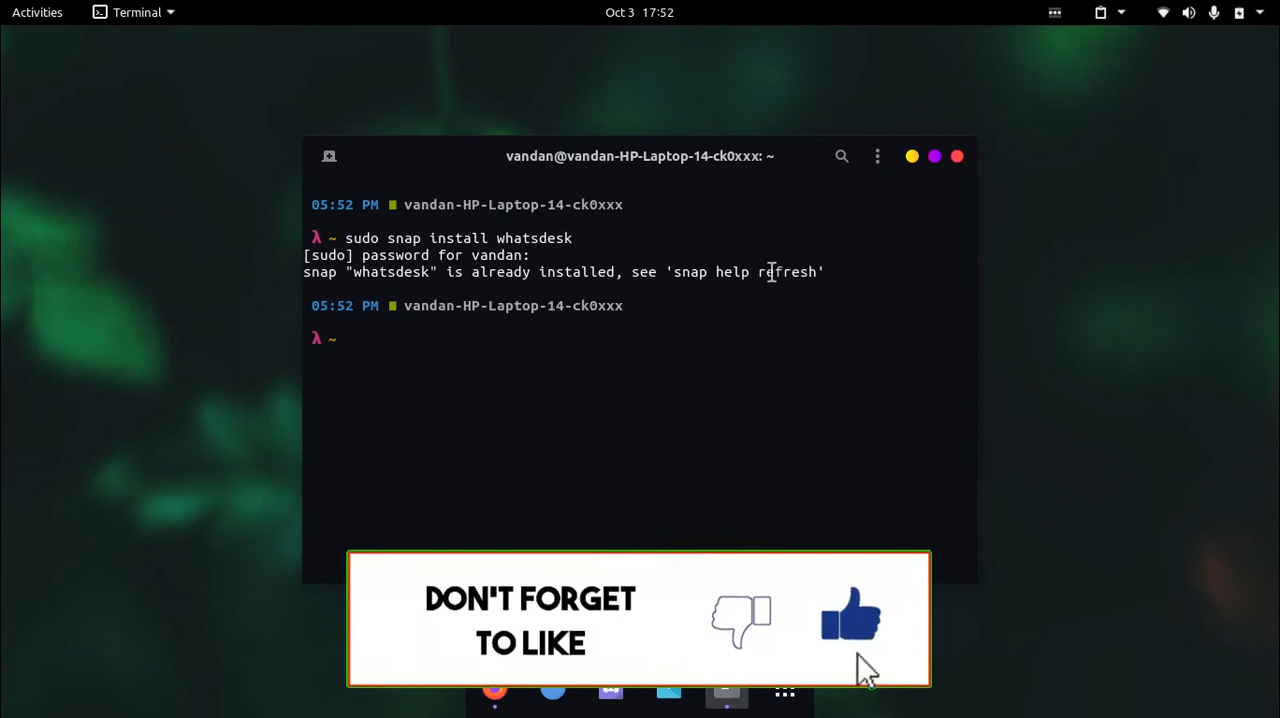 Activities
Terminal
Oct 3 17:52
vandan@vandan-HP-Laptop-14-ck0xxx: ~
05:52 PM vandan-HP-Laptop-14-ck0xxx
λ ~ sudo snap install whatsdesk
[sudo] password for vandan:
snap "whatsdesk" is already installed, see 'snap help refresh'
05:52 PM vandan-HP-Laptop-14-ck0xxx
λ ~
DON'T FORGET
TO LIKE